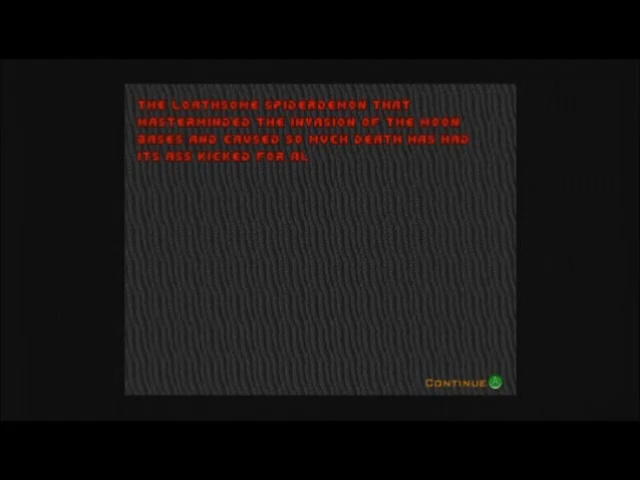 THE LOATHSOME SPIDERDEMON THAT
MASTERMINDED THE INVASION OF THE MOON
BASES AND CAUSED SO MUCH DEATH HAS HAD
ITS ASS KICKED FOR AL
CONTINUE A